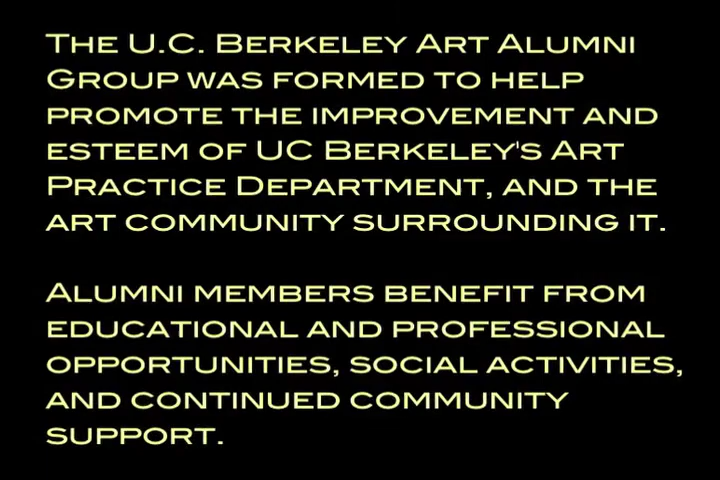 The U.C. Berkeley Art Alumni
Group was formed to help
promote the improvement and
esteem of UC Berkeley's Art
Practice Department, and the
art community surrounding it.
Alumni members benefit from
educational and professional
opportunities, social activities,
and continued community
support.